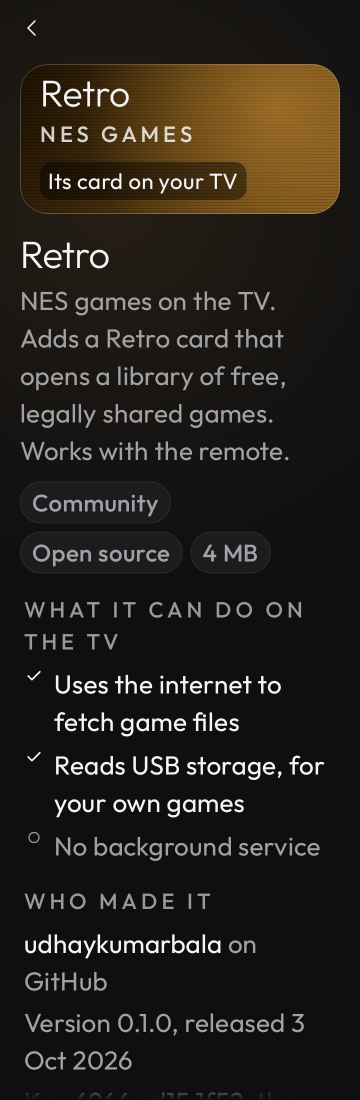 Retro
NES GAMES
Its card on your TV
Retro
NES games on the TV.
Adds a Retro card that
opens a library of free,
legally shared games.
Works with the remote.
Community
Open source
4 MB
WHAT IT CAN DO ON
THE TV
Uses the internet to
fetch game files
Reads USB storage, for
your own games
No background service
WHO MADE IT
udhaykumarbala on
GitHub
Version 0.1.0, released 3
Oct 2026